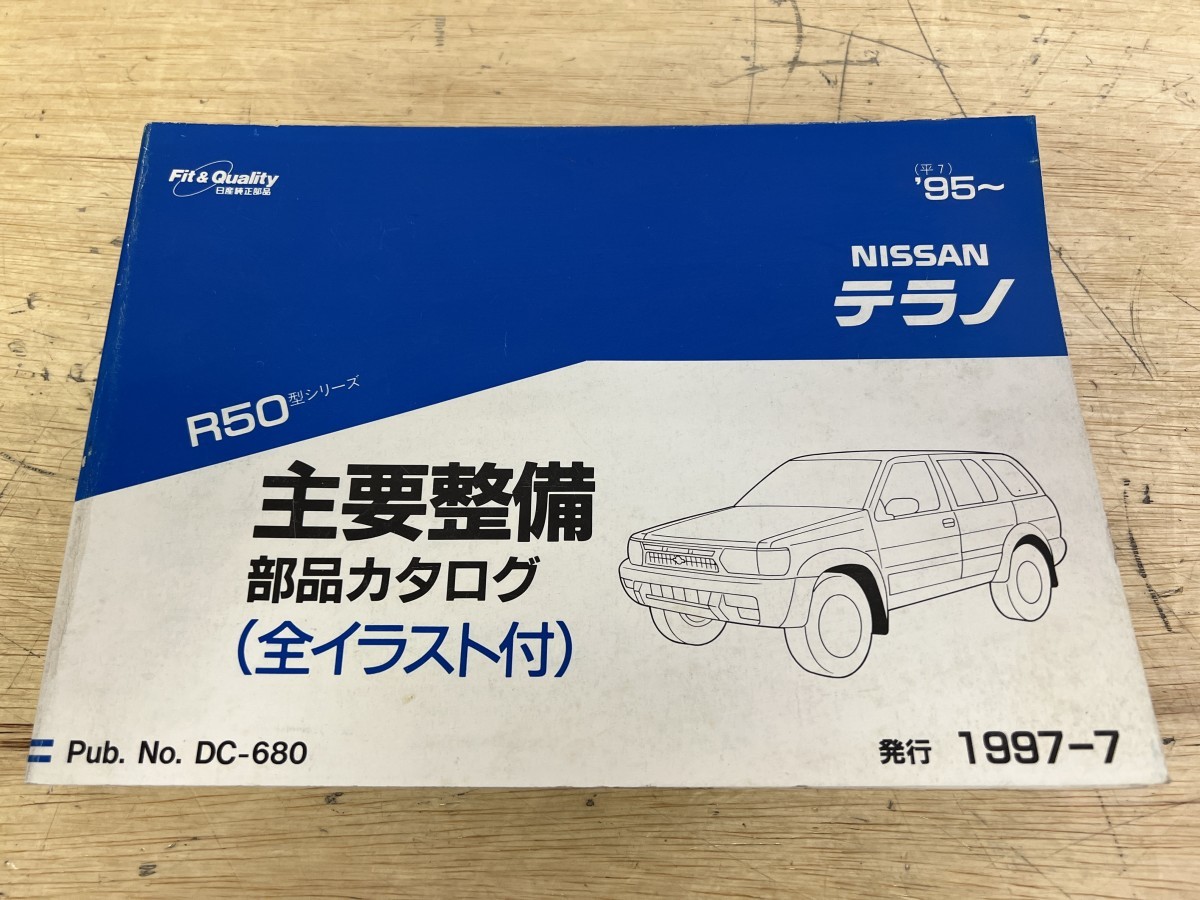 Fit & Quality
日産純正部品
(平7)
'95~
NISSAN
テラノ
R50型シリーズ
主要整備
部品カタログ
(全イラスト付)
Pub. No. DC-680
発行 1997-7